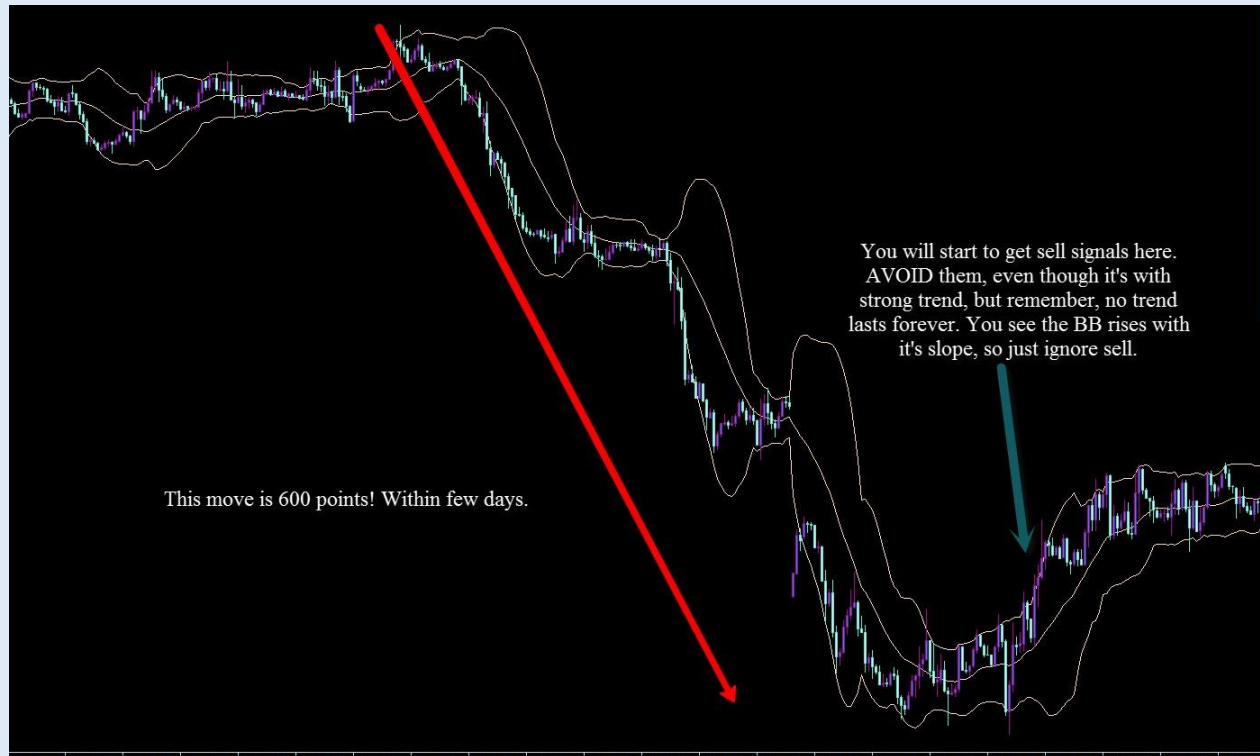 You will start to get sell signals here.
AVOID them, even though it's with
strong trend, but remember, no trend
lasts forever. You see the BB rises with
it's slope, so just ignore sell.
This move is 600 points! Within few days.